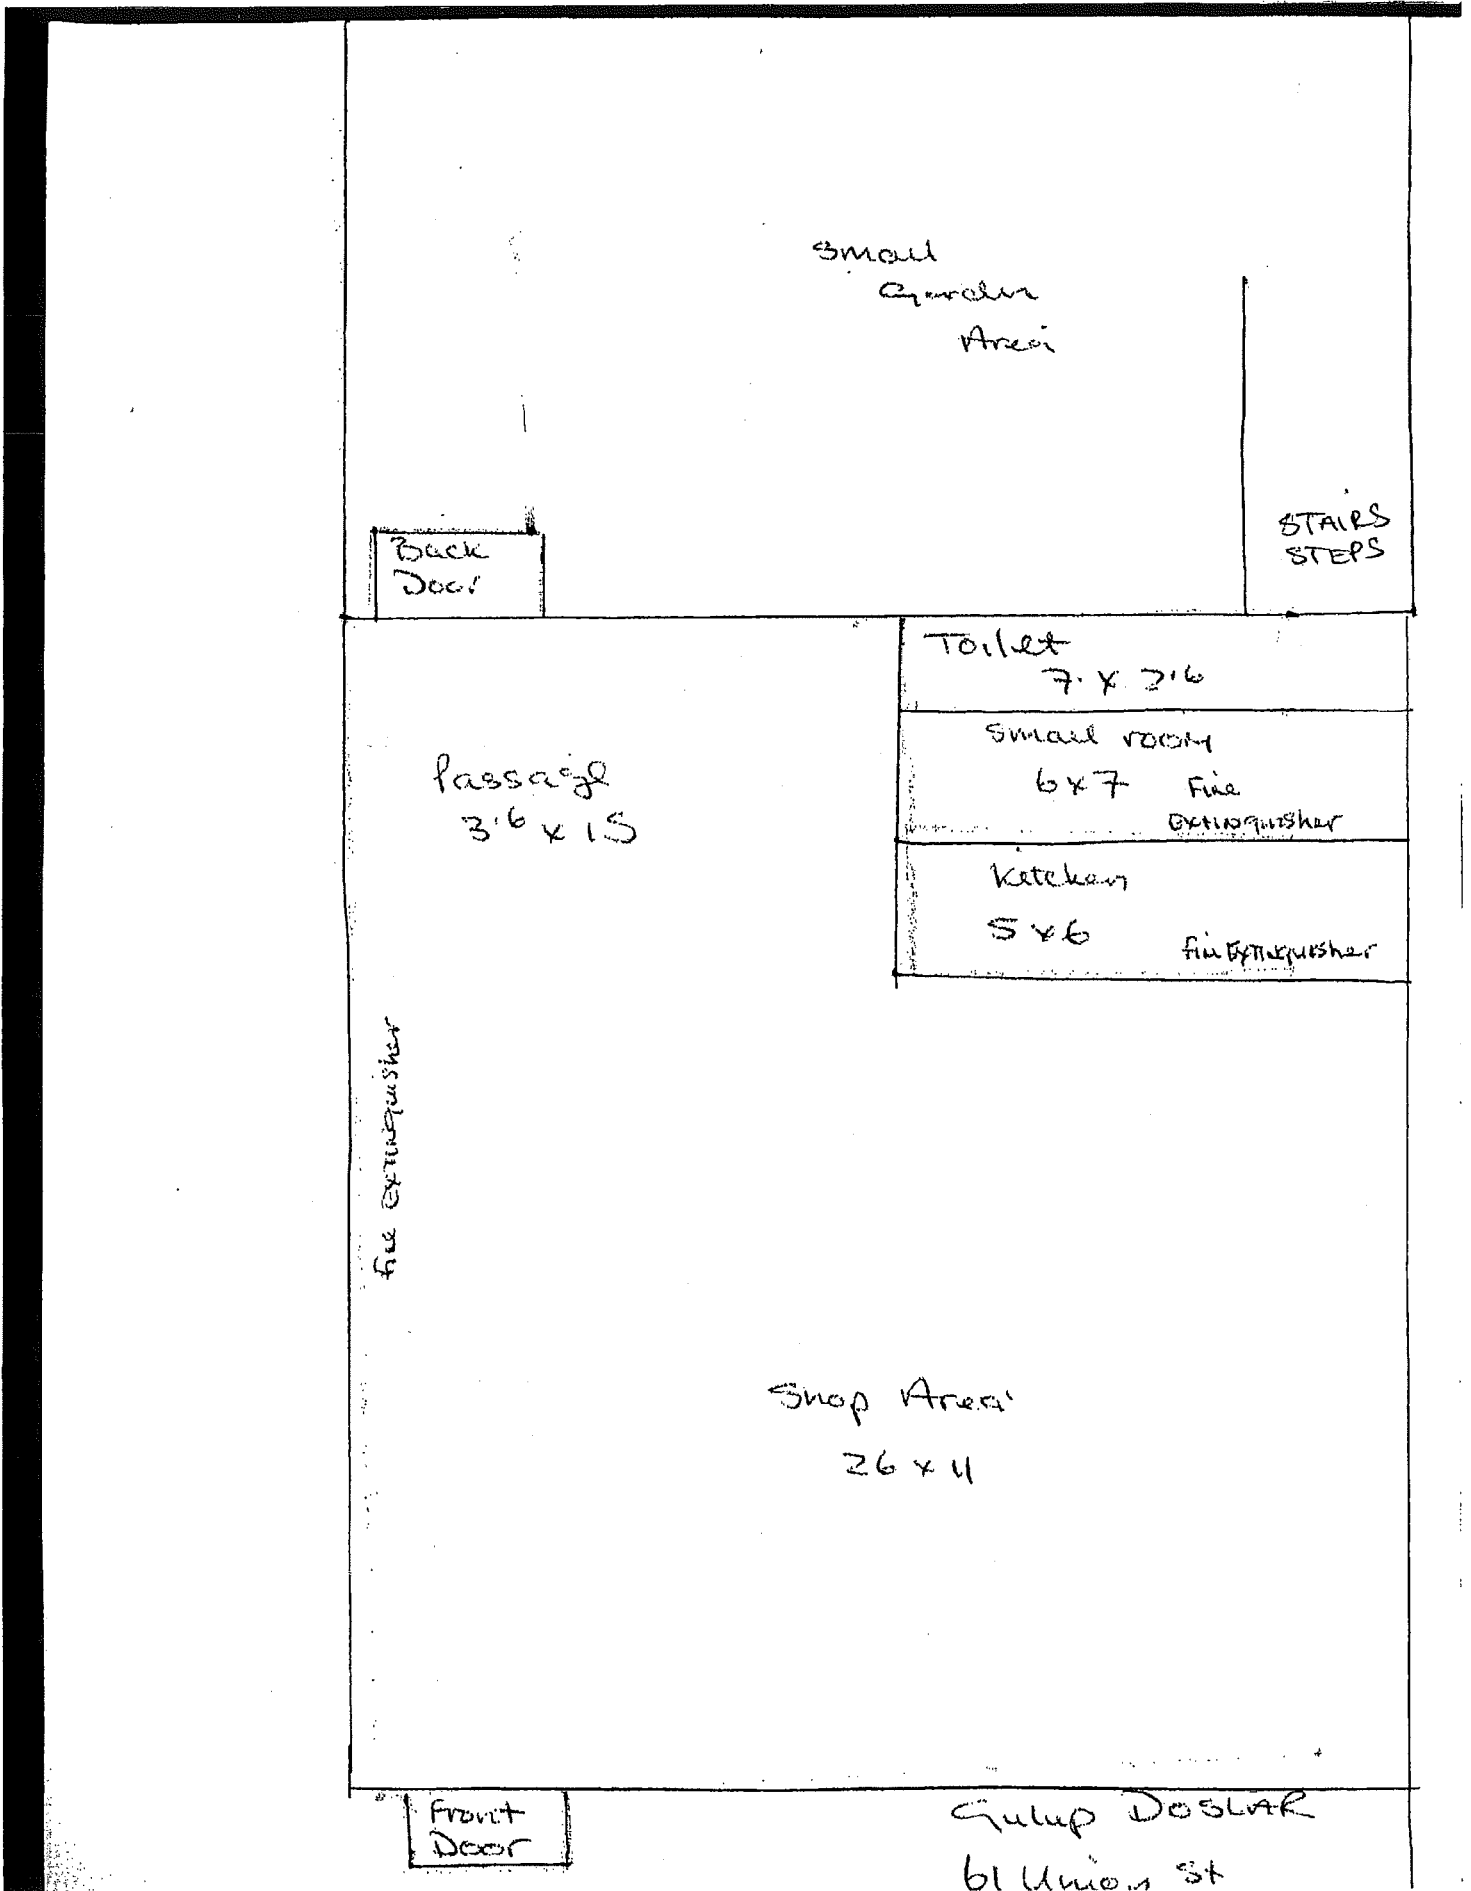 Small
Garden
Area
STAIRS
STEPS
Back
Door
Toilet
7. x 2'6
Small room
6x7 Fire
Extinguisher
Passage
3'6 x 15
Kitchen
5 x 6
fire Extinguisher
fire Extinguisher
Shop Area
26 x 11
Front
Door
DOSLAR
61 Union St